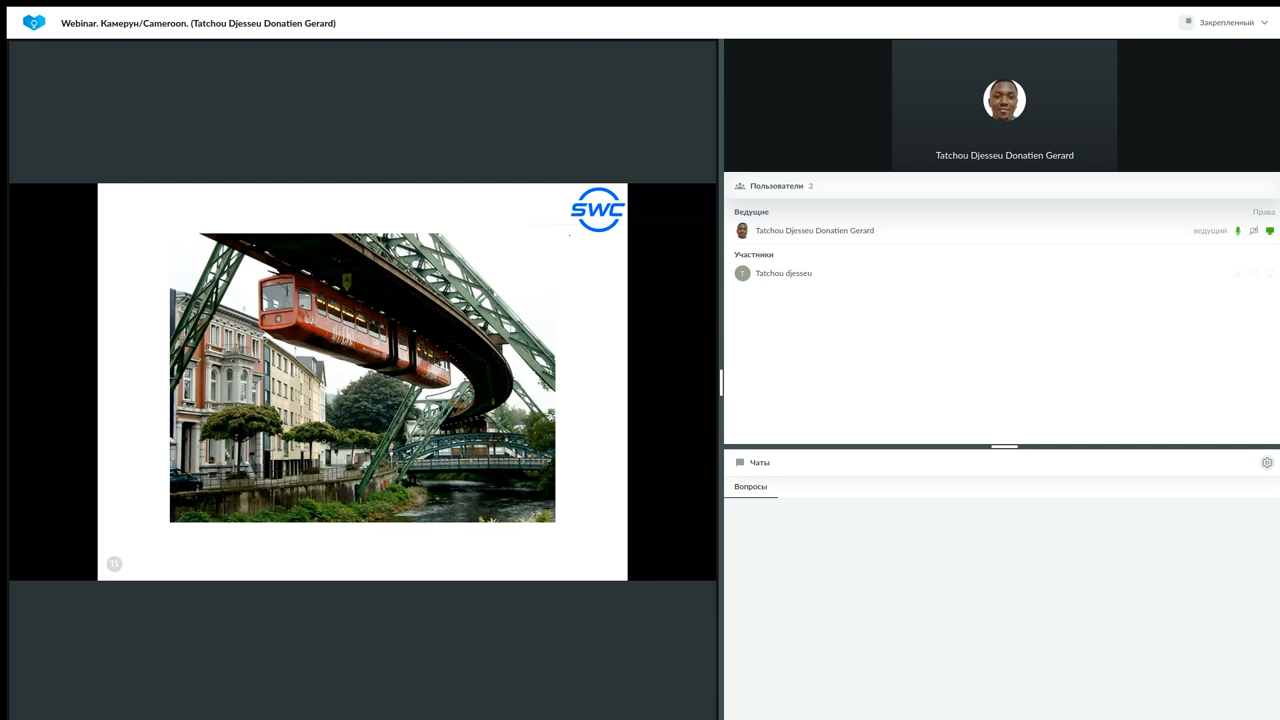 Webinar. Камерун/Cameroon. (Tatchou Djesseu Donatien Gerard)
Закрепленный
SWC
15
Tatchou Djesseu Donatien Gerard
Пользователи 2
Ведущие Права
Tatchou Djesseu Donatien Gerard ведущий
Участники
T Tatchou djesseu
Чаты
Вопросы